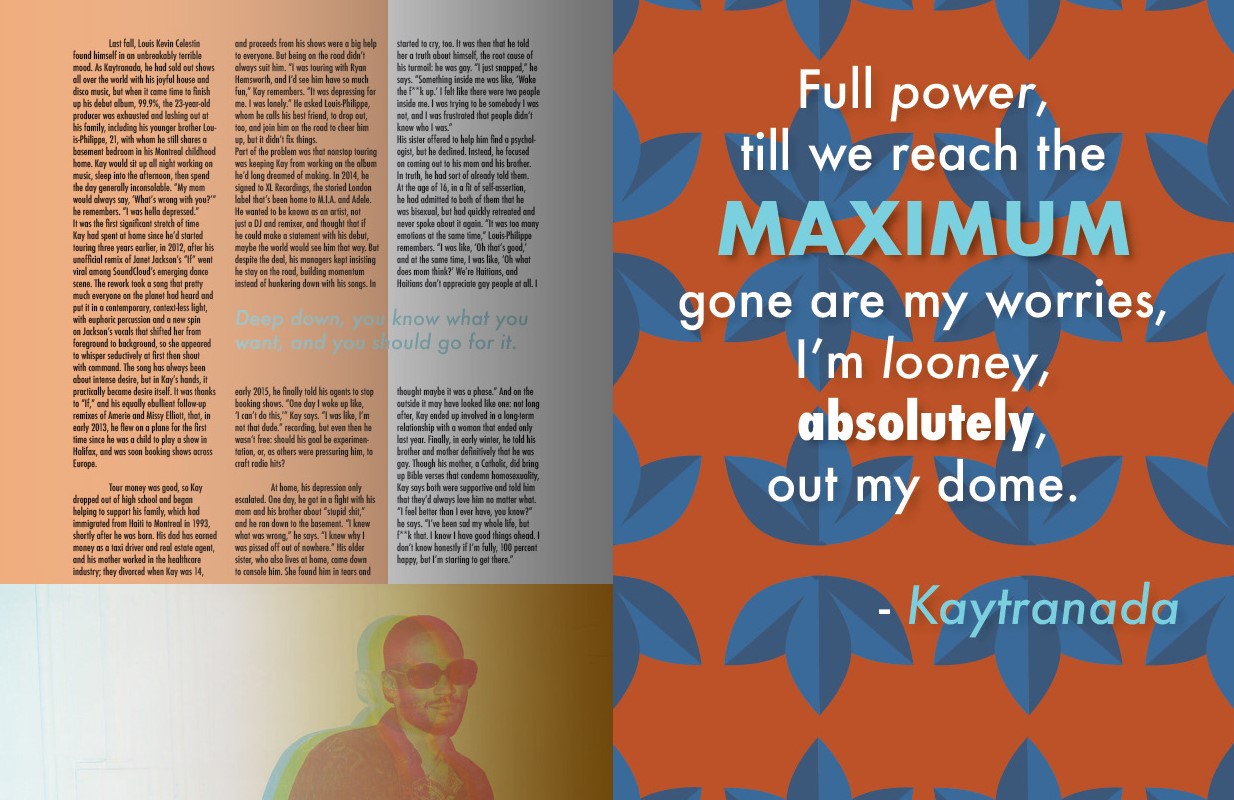 Last fall, Louis Kevin Celestin
found himself in an unbreakably terrible
mood. As Kaytranada, he had sold out shows
all over the world with his joyful house and
disco music, but when it came time to finish
up his debut album, 99.9%, the 23-year-old
producer was exhausted and lashing out at
his family, including his younger brother Lou-
is-Philippe, 21, with whom he still shares a
basement bedroom in his Montreal childhood
home. Kay would sit up all night working on
music, sleep into the afternoon, then spend
the day generally inconsolable. “My mom
would always say, ‘What’s wrong with you?’”
he remembers. “I was hella depressed.”
It was the first significant stretch of time
Kay had spent at home since he’d started
touring three years earlier, in 2012, after his
unofficial remix of Janet Jackson’s “If” went
viral among SoundCloud’s emerging dance
scene. The rework took a song that pretty
much everyone on the planet had heard and
put it in a contemporary, context-less light,
with euphoric percussion and a new spin
on Jackson’s vocals that shifted her from
foreground to background, so she appeared
to whisper seductively at first then shout
with command. The song has always been
about intense desire, but in Kay’s hands, it
practically became desire itself. It was thanks
to “If,” and his equally ebullient follow-up
remixes of Amerie and Missy Elliott, that, in
early 2013, he flew on a plane for the first
time since he was a child to play a show in
Halifax, and was soon booking shows across
Europe.
Tour money was good, so Kay
dropped out of high school and began
helping to support his family, which had
immigrated from Haiti to Montreal in 1993,
shortly after he was born. His dad has earned
money as a taxi driver and real estate agent,
and his mother worked in the healthcare
industry; they divorced when Kay was 14,
and proceeds from his shows were a big help
to everyone. But being on the road didn’t
always suit him. “I was touring with Ryan
Hemsworth, and I’d see him have so much
fun,” Kay remembers. “It was depressing for
me. I was lonely.” He asked Louis-Philippe,
whom he calls his best friend, to drop out,
too, and join him on the road to cheer him
up, but it didn’t fix things.
Part of the problem was that nonstop touring
was keeping Kay from working on the album
he’d long dreamed of making. In 2014, he
signed to XL Recordings, the storied London
label that’s been home to M.I.A. and Adele.
He wanted to be known as an artist, not
just a DJ and remixer, and thought that if
he could make a statement with his debut,
maybe the world would see him that way. But
despite the deal, his managers kept insisting
he stay on the road, building momentum
instead of hunkering down with his songs. In
Deep down, you know what you
want, and you should go for it.
early 2015, he finally told his agents to stop
booking shows. “One day I woke up like,
‘I can’t do this,’” Kay says. “I was like, I’m
not that dude.” recording, but even then he
wasn’t free: should his goal be experimen-
tation, or, as others were pressuring him, to
craft radio hits?
At home, his depression only
escalated. One day, he got in a fight with his
mom and his brother about “stupid shit,”
and he ran down to the basement. “I knew
what was wrong,” he says. “I knew why I
was pissed off out of nowhere.” His older
sister, who also lives at home, came down
to console him. She found him in tears and
started to cry, too. It was then that he told
her a truth about himself, the root cause of
his turmoil: he was gay. “I just snapped,” he
says. “Something inside me was like, ‘Wake
the f**k up.’ I felt like there were two people
inside me. I was trying to be somebody I was
not, and I was frustrated that people didn’t
know who I was.”
His sister offered to help him find a psychol-
ogist, but he declined. Instead, he focused
on coming out to his mom and his brother.
In truth, he had sort of already told them.
At the age of 16, in a fit of self-assertion,
he had admitted to both of them that he
was bisexual, but had quickly retreated and
never spoke about it again. “It was too many
emotions at the same time,” Louis-Philippe
remembers. “I was like, ‘Oh that’s good,’
and at the same time, I was like, ‘Oh what
does mom think?’ We’re Haitians, and
Haitians don’t appreciate gay people at all. I
thought maybe it was a phase.” And on the
outside it may have looked like one: not long
after, Kay ended up involved in a long-term
relationship with a woman that ended only
last year. Finally, in early winter, he told his
brother and mother definitively that he was
gay. Though his mother, a Catholic, did bring
up Bible verses that condemn homosexuality,
Kay says both were supportive and told him
that they’d always love him no matter what.
“I feel better than I ever have, you know?”
he says. “I’ve been sad my whole life, but
f**k that. I know I have good things ahead. I
don’t know honestly if I’m fully, 100 percent
happy, but I’m starting to get there.”
Full power,
till we reach the
MAXIMUM
gone are my worries,
I’m looney,
absolutely,
out my dome.
- Kaytranada